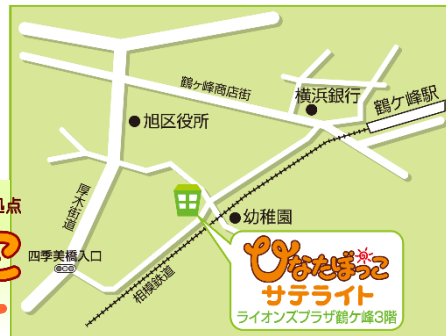 鶴ヶ峰商店街
横浜銀行
鶴ケ峰駅
旭区役所
点
厚木街道
こ
幼稚園
四季美橋入口
相模鉄道
ひなたぼっこ
サテライト
ライオンズプラザ鶴ケ峰3階